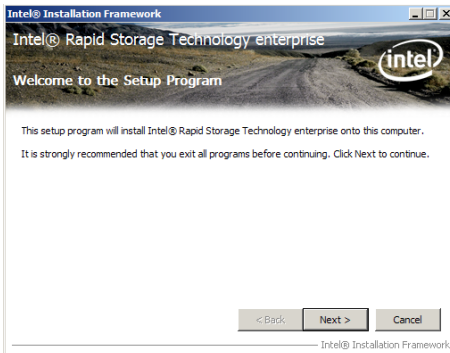 Intel® Installation Framework
Intel® Rapid Storage Technology enterprise
intel
Welcome to the Setup Program
This setup program will install Intel® Rapid Storage Technology enterprise onto this computer.
It is strongly recommended that you exit all programs before continuing. Click Next to continue.
< Back Next > Cancel
Intel® Installation Framework